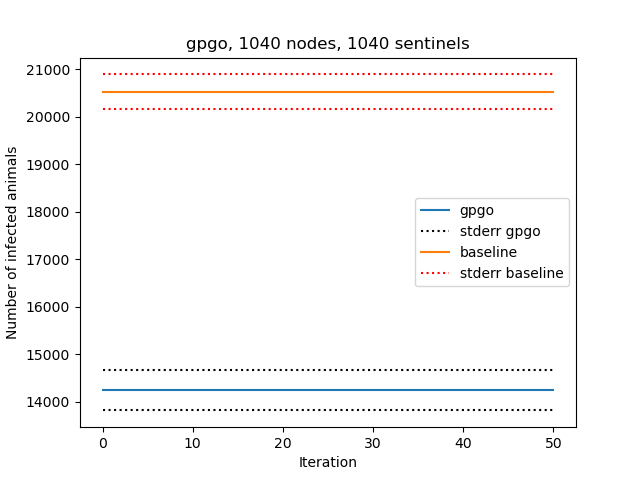 gpgo, 1040 nodes, 1040 sentinels
21000
20000
19000
18000
17000
16000
15000
14000
Number of infected animals
gpgo
stderr gpgo
baseline
stderr baseline
0 10 20 30 40 50
Iteration